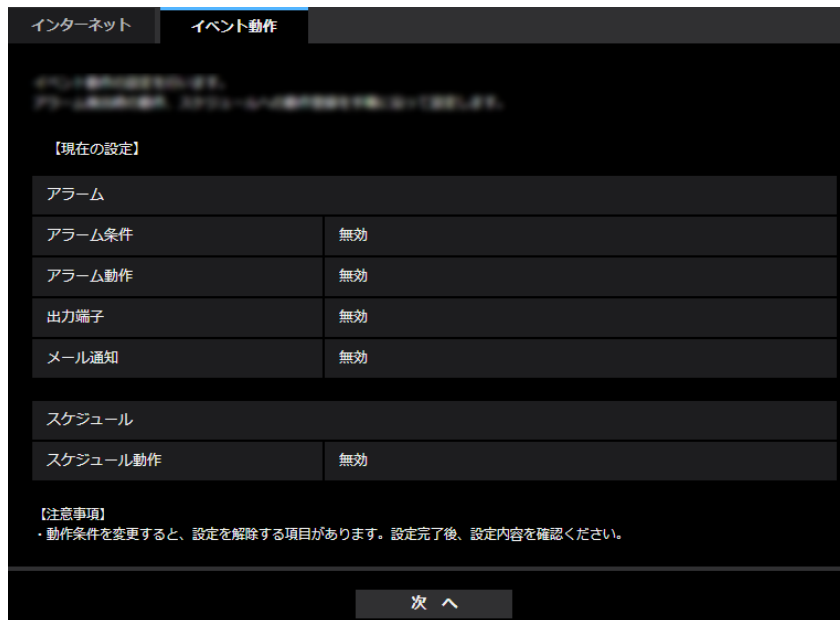 インターネット
イベント動作
【現在の設定】
アラーム
アラーム条件 無効
アラーム動作 無効
出力端子 無効
メール通知 無効
スケジュール
スケジュール動作 無効
【注意事項】
・動作条件を変更すると、設定を解除する項目があります。設定完了後、設定内容を確認ください。
次 へ